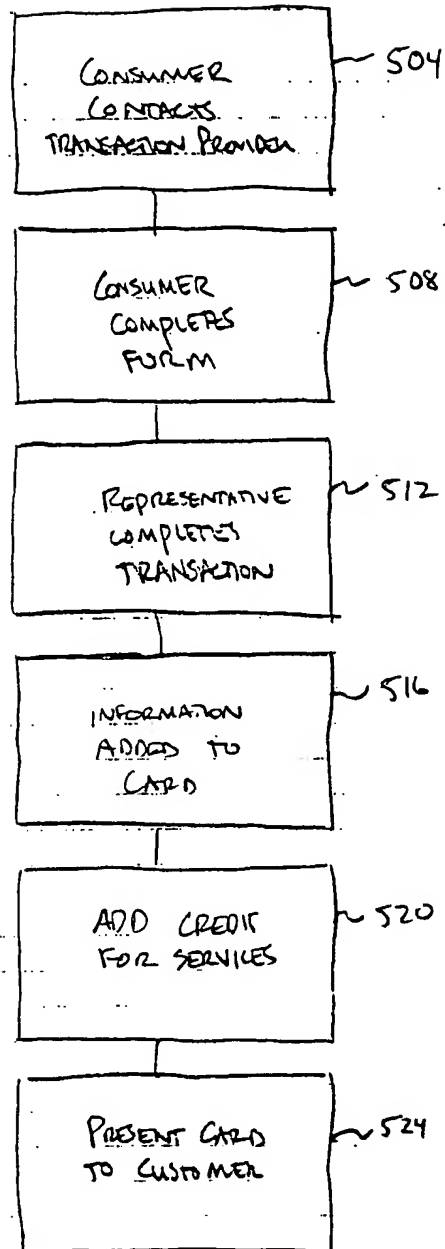 CONSUMER
CONTACTS
TRANSACTION PROVIDER
504
CONSUMER
COMPLETES
FORM
508
REPRESENTATIVE
COMPLETES
TRANSACTION
512
INFORMATION
ADDED TO
CARD
516
ADD CREDIT
FOR SERVICES
520
PRESENT CARD
TO CUSTOMER
524